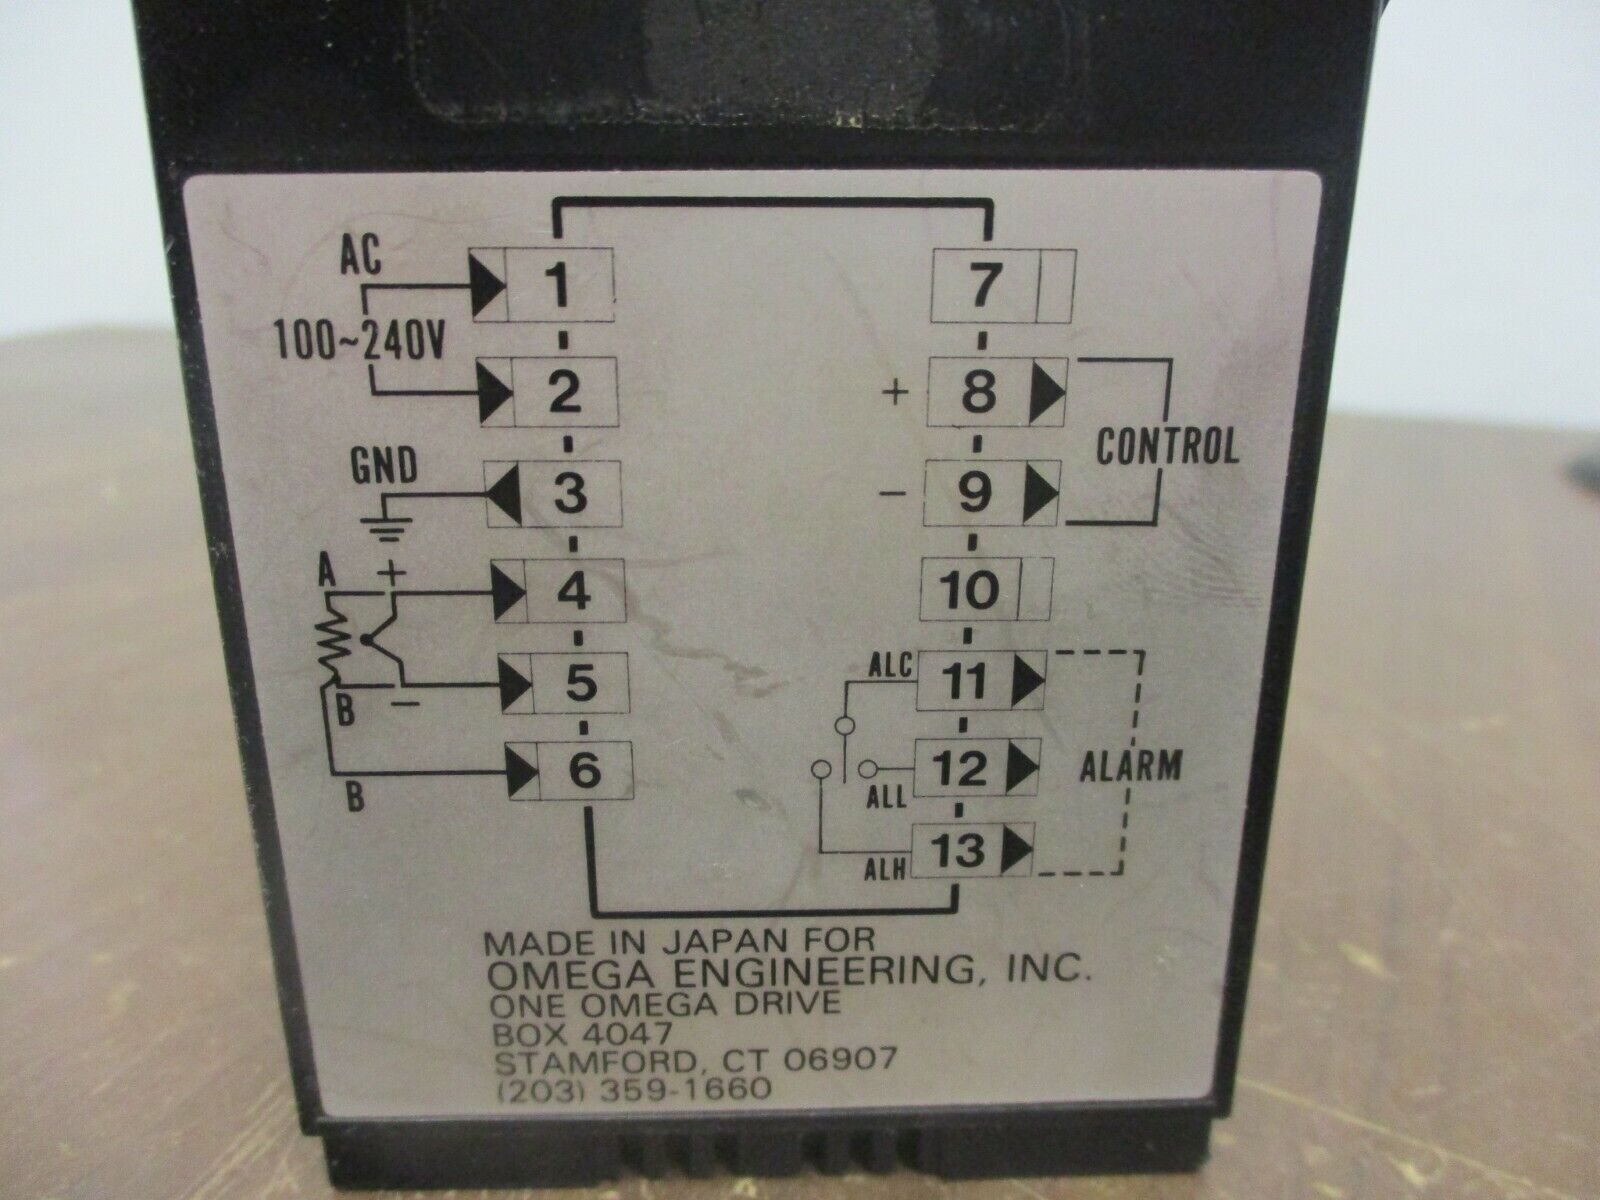 AC
100~240V
GND
A
+
B
−
B
1
2
3
4
5
6
7
+ 8
− 9
CONTROL
10
ALC 11
ALL 12
ALARM
ALH 13
MADE IN JAPAN FOR
OMEGA ENGINEERING, INC.
ONE OMEGA DRIVE
BOX 4047
STAMFORD, CT 06907
(203) 359-1660